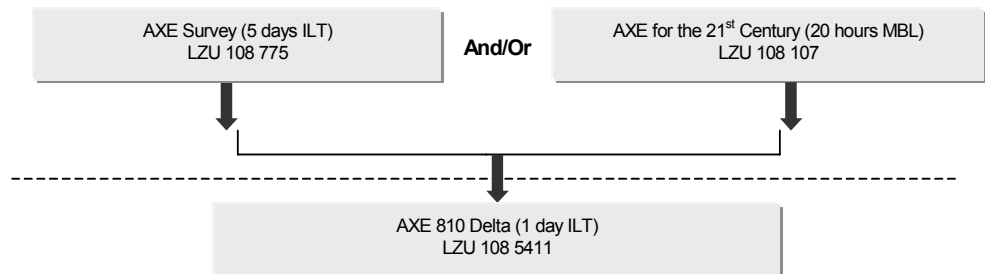 AXE Survey (5 days ILT)
LZU 108 775
And/Or
AXE for the 21st Century (20 hours MBL)
LZU 108 107
AXE 810 Delta (1 day ILT)
LZU 108 5411